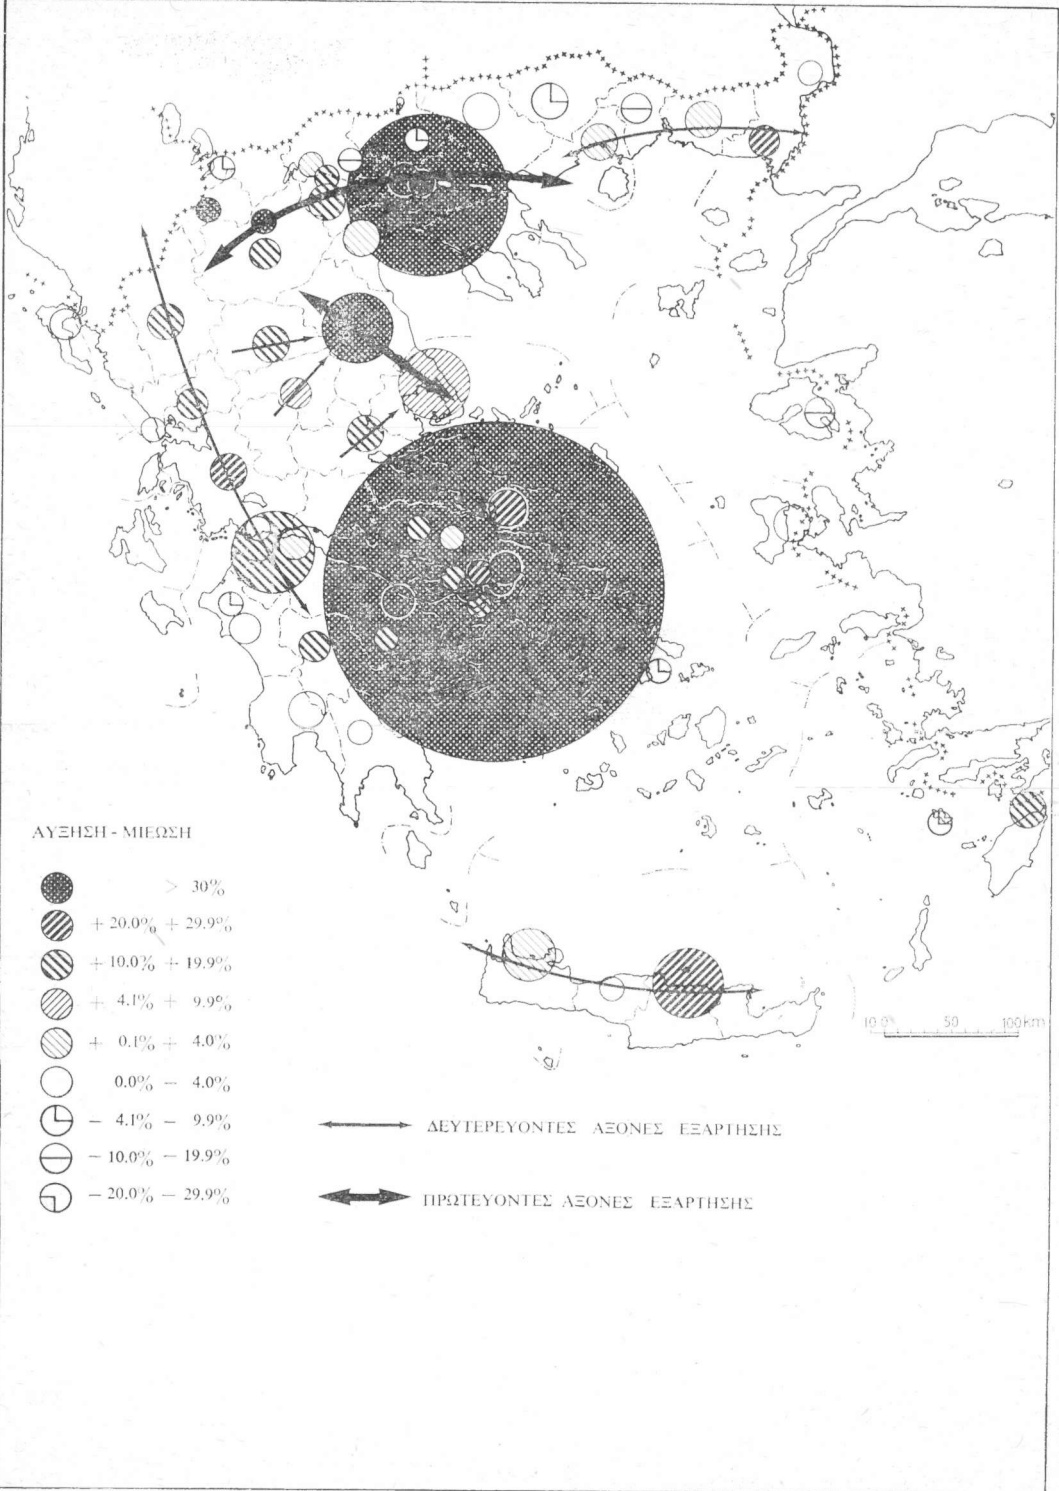 ΑΥΞΗΣΗ - ΜΙΕΩΣΗ
> 30%
+ 20.0% + 29.9%
+ 10.0% + 19.9%
+ 4.1% + 9.9%
+ 0.1% + 4.0%
0.0% − 4.0%
− 4.1% − 9.9%
− 10.0% − 19.9%
− 20.0% − 29.9%
ΔΕΥΤΕΡΕΥΟΝΤΕΣ ΑΞΟΝΕΣ ΕΞΑΡΤΗΣΗΣ
ΠΡΩΤΕΥΟΝΤΕΣ ΑΞΟΝΕΣ ΕΞΑΡΤΗΣΗΣ
50 100km